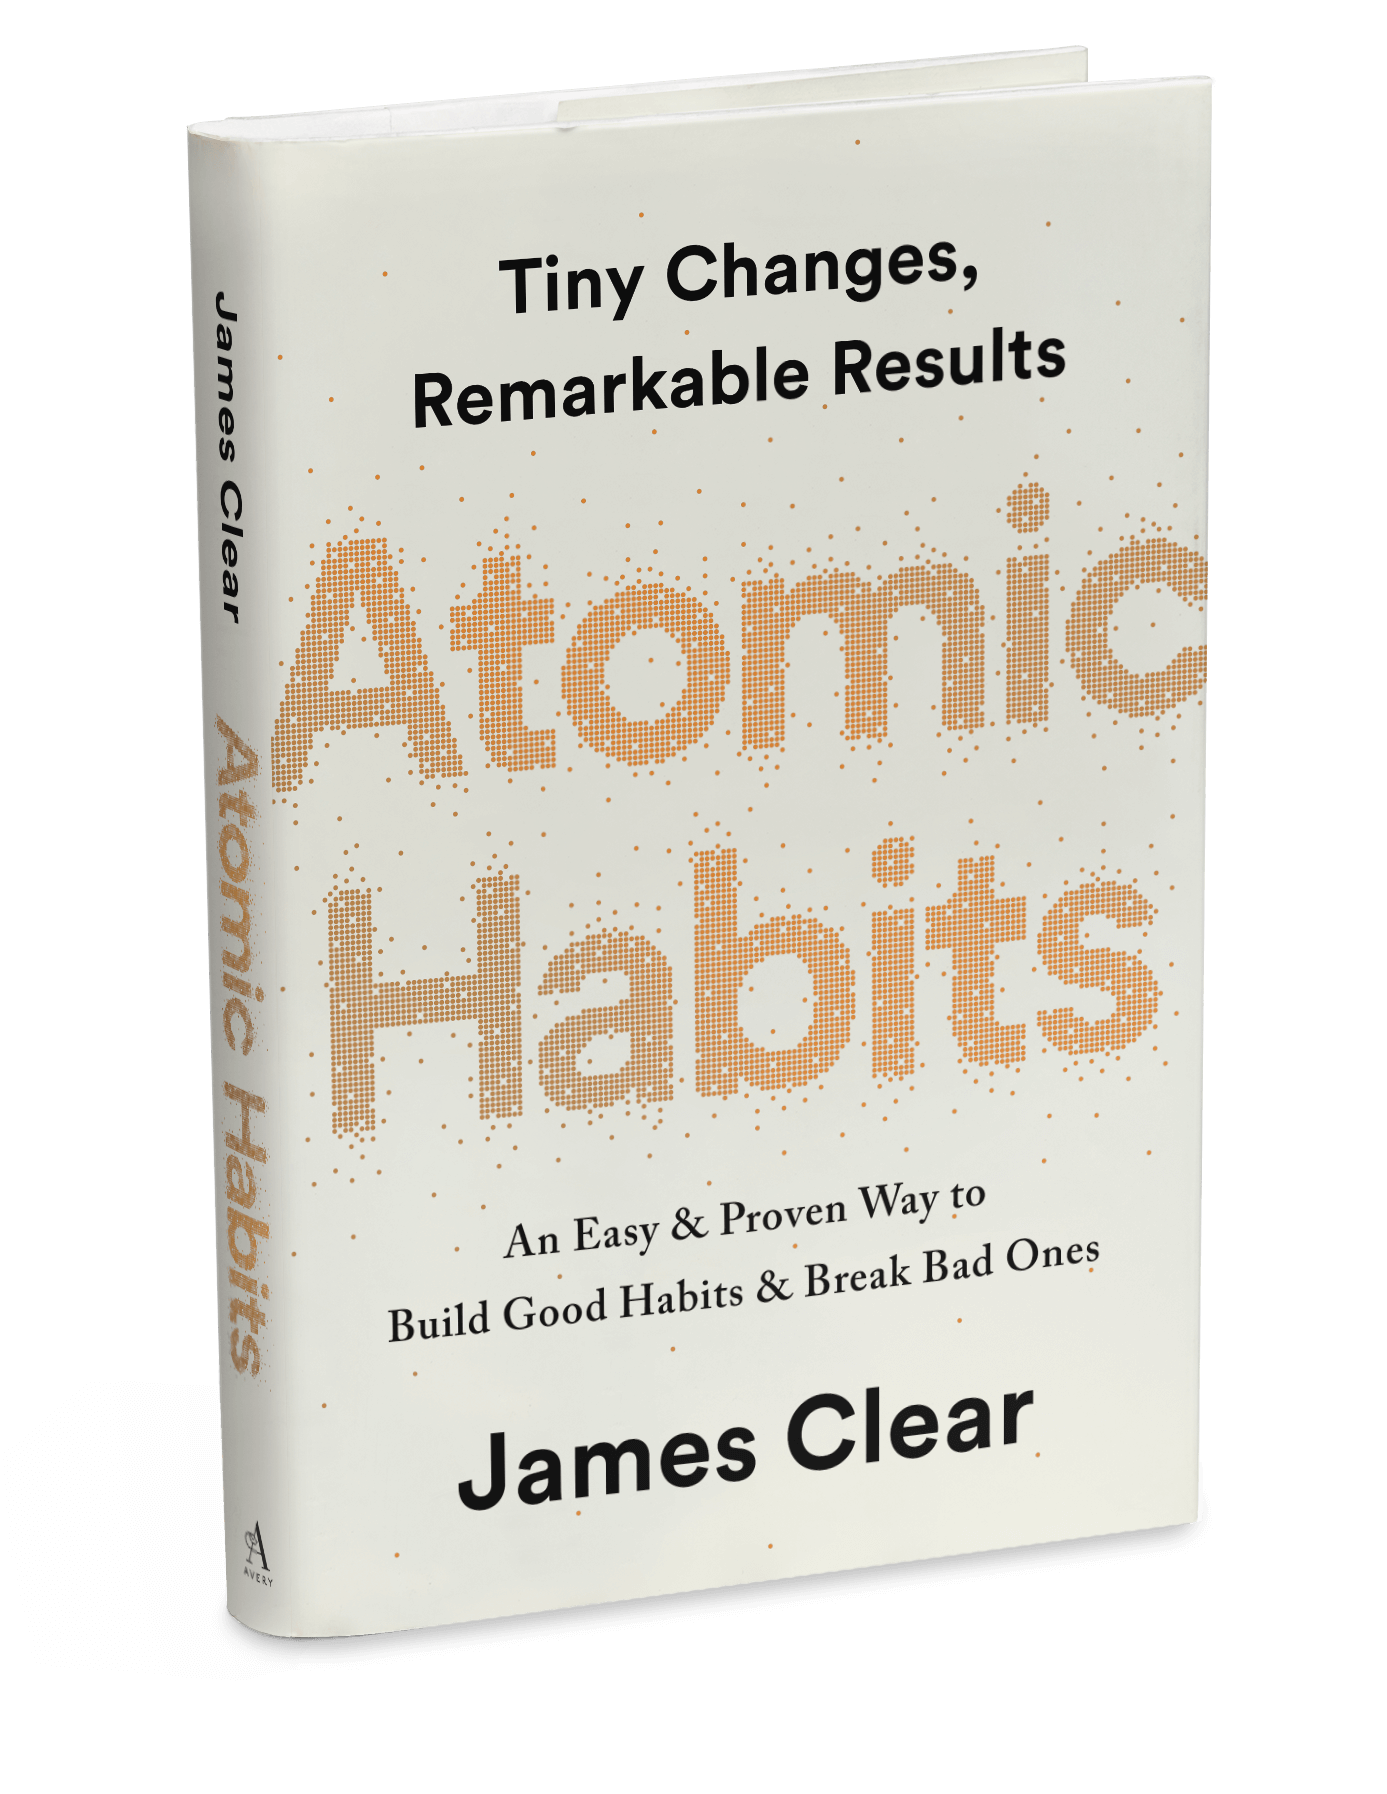 Tiny Changes,
Remarkable Results
Atomic
Habits
An Easy & Proven Way to
Build Good Habits & Break Bad Ones
James Clear
James Clear
Atomic Habits
A
AVERY